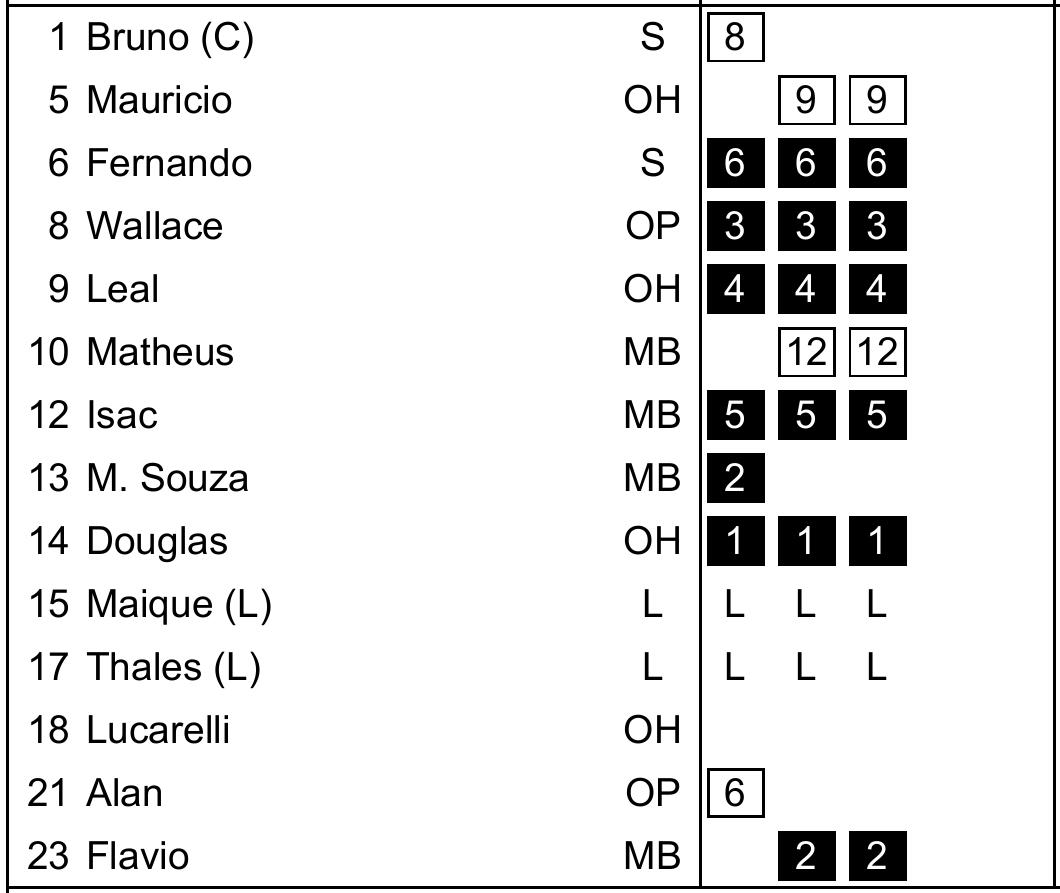 1 Bruno (C) S 8
5 Mauricio OH 9 9
6 Fernando S 6 6 6
8 Wallace OP 3 3 3
9 Leal OH 4 4 4
10 Matheus MB 12 12
12 Isac MB 5 5 5
13 M. Souza MB 2
14 Douglas OH 1 1 1
15 Maique (L) L L L L
17 Thales (L) L L L L
18 Lucarelli OH
21 Alan OP 6
23 Flavio MB 2 2